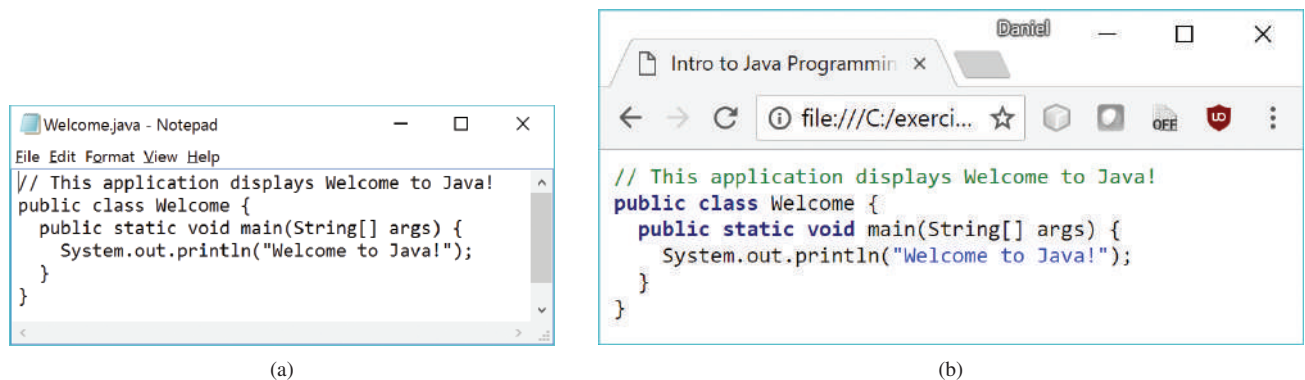 Welcome.java - Notepad
File Edit Format View Help
// This application displays Welcome to Java!
public class Welcome {
  public static void main(String[] args) {
    System.out.println("Welcome to Java!");
  }
}
(a)
Daniel
Intro to Java Programmin
file:///C:/exerci...
OFF
// This application displays Welcome to Java!
public class Welcome {
  public static void main(String[] args) {
    System.out.println("Welcome to Java!");
  }
}
(b)